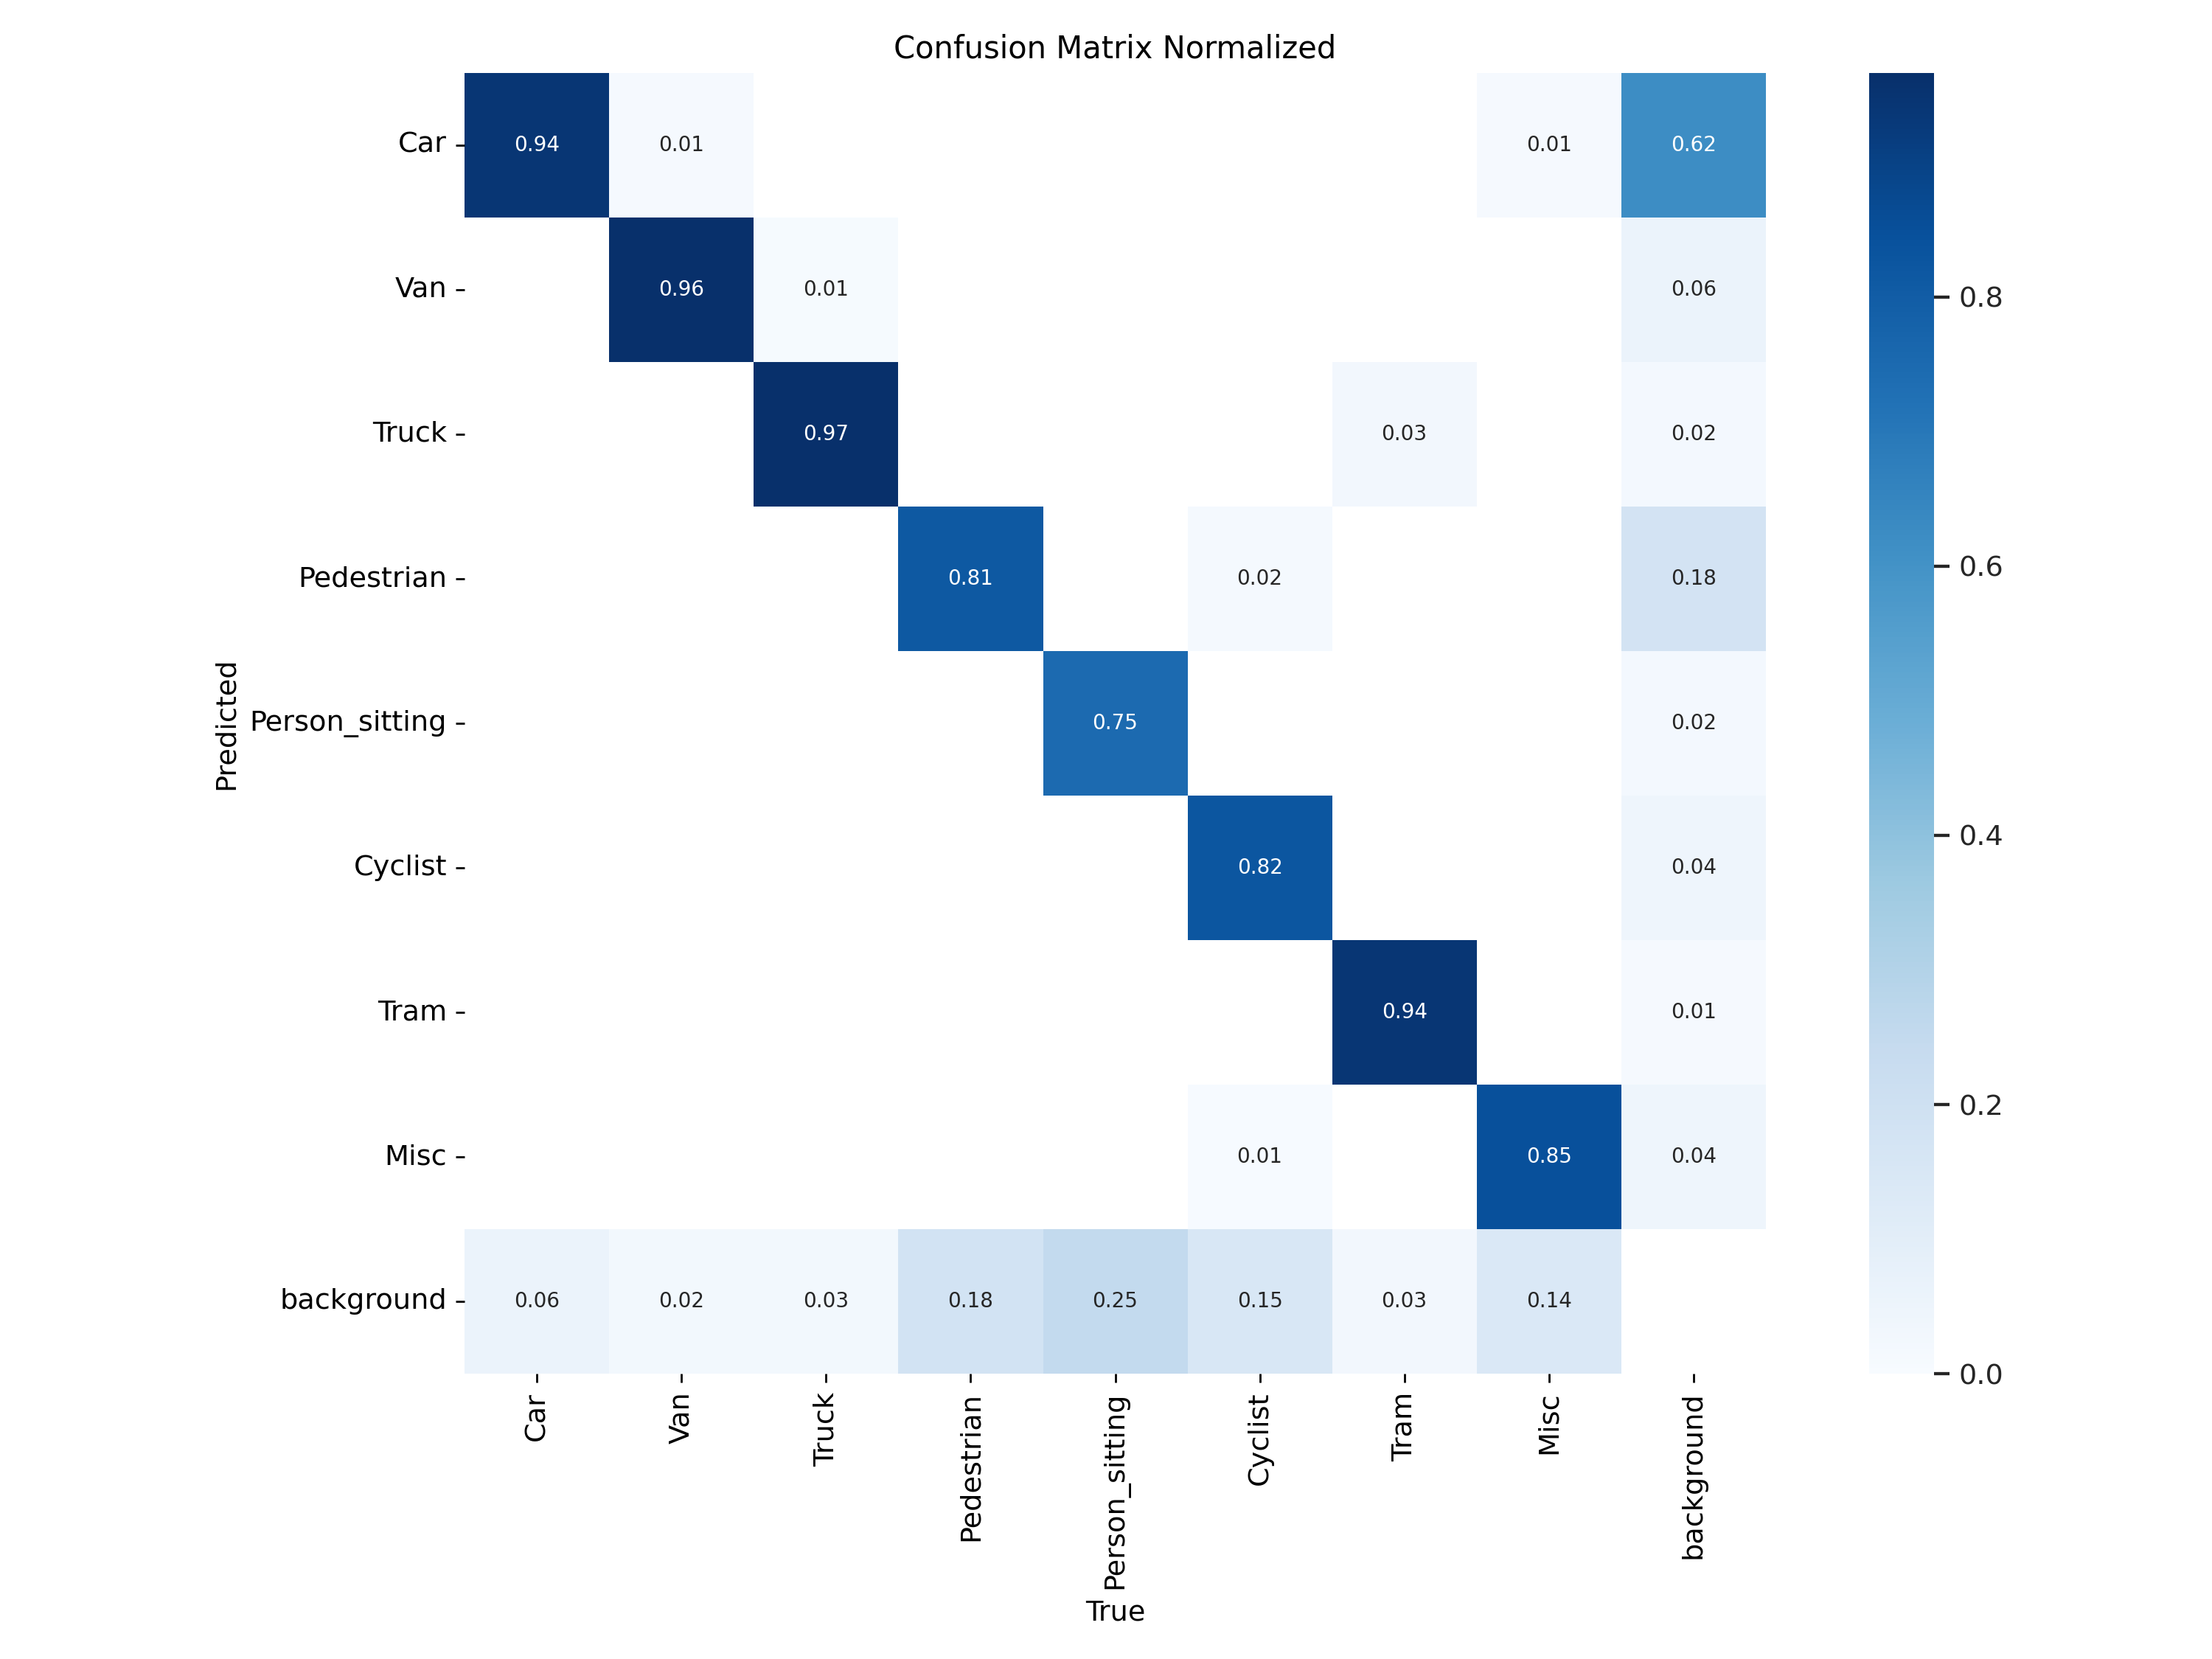 Confusion Matrix Normalized
Car 0.94 0.01 0.01 0.62
Van 0.96 0.01 0.06 0.8
Truck 0.97 0.03 0.02
Pedestrian 0.81 0.02 0.18 0.6
Predicted
Person_sitting 0.75 0.02
Cyclist 0.82 0.04 0.4
Tram 0.94 0.01
Misc 0.01 0.85 0.04 0.2
background 0.06 0.02 0.03 0.18 0.25 0.15 0.03 0.14
0.0
Car Van Truck Pedestrian Person_sitting Cyclist Tram Misc background
True